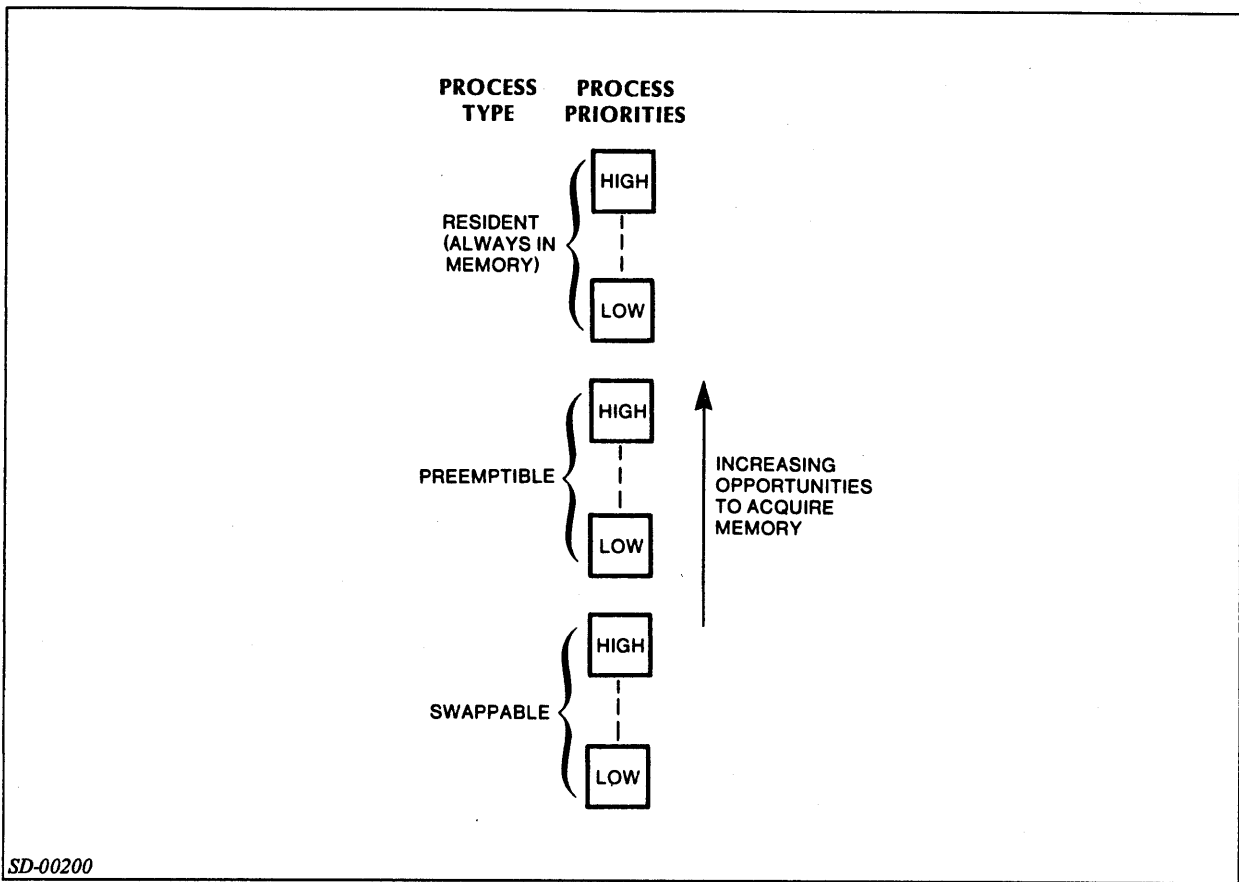 PROCESS TYPE
PROCESS PRIORITIES
RESIDENT
(ALWAYS IN
MEMORY)
HIGH
LOW
PREEMPTIBLE
HIGH
LOW
INCREASING
OPPORTUNITIES
TO ACQUIRE
MEMORY
SWAPPABLE
HIGH
LOW
SD-00200